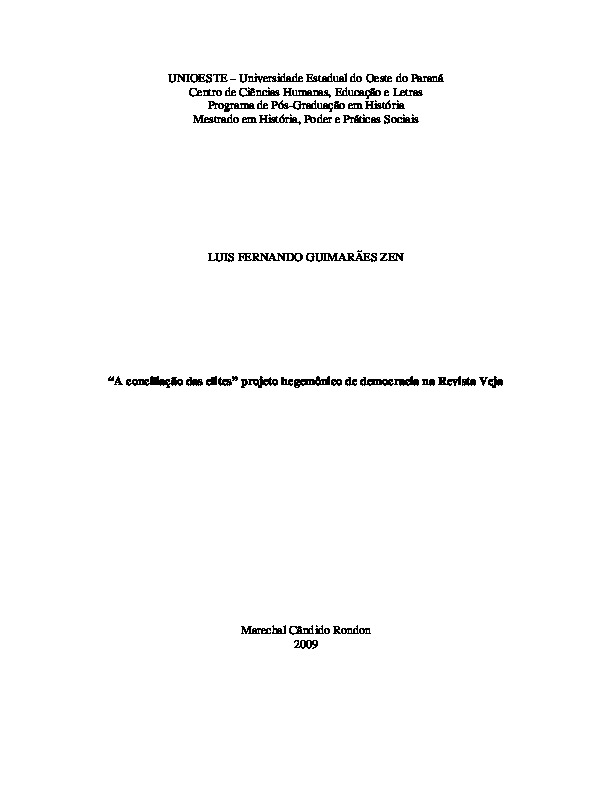 UNIOESTE – Universidade Estadual do Oeste do Paraná
Centro de Ciências Humanas, Educação e Letras
Programa de Pós-Graduação em História
Mestrado em História, Poder e Práticas Sociais
LUIS FERNANDO GUIMARÃES ZEN
“A conciliação das elites” projeto hegemônico de democracia na Revista Veja
Marechal Cândido Rondon
2009